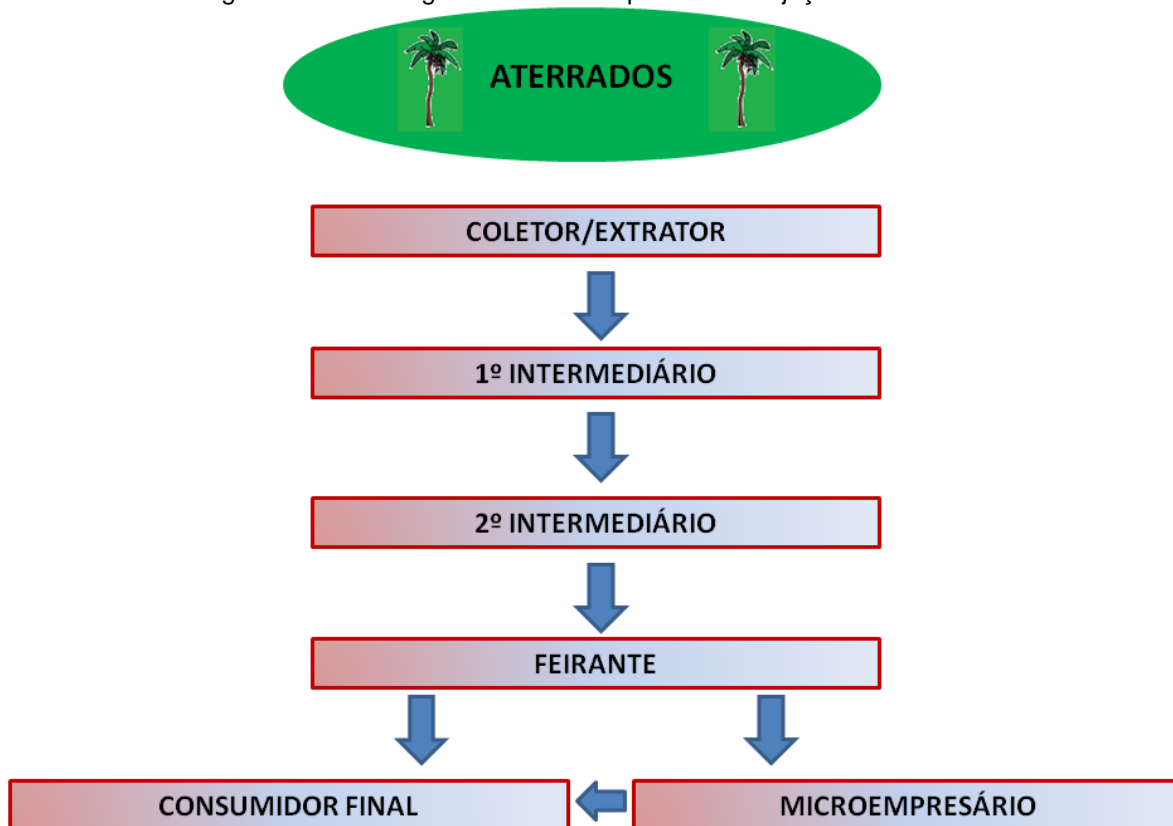 ATERRADOS
COLETOR/EXTRATOR
1º INTERMEDIÁRIO
2º INTERMEDIÁRIO
FEIRANTE
CONSUMIDOR FINAL
MICROEMPRESÁRIO